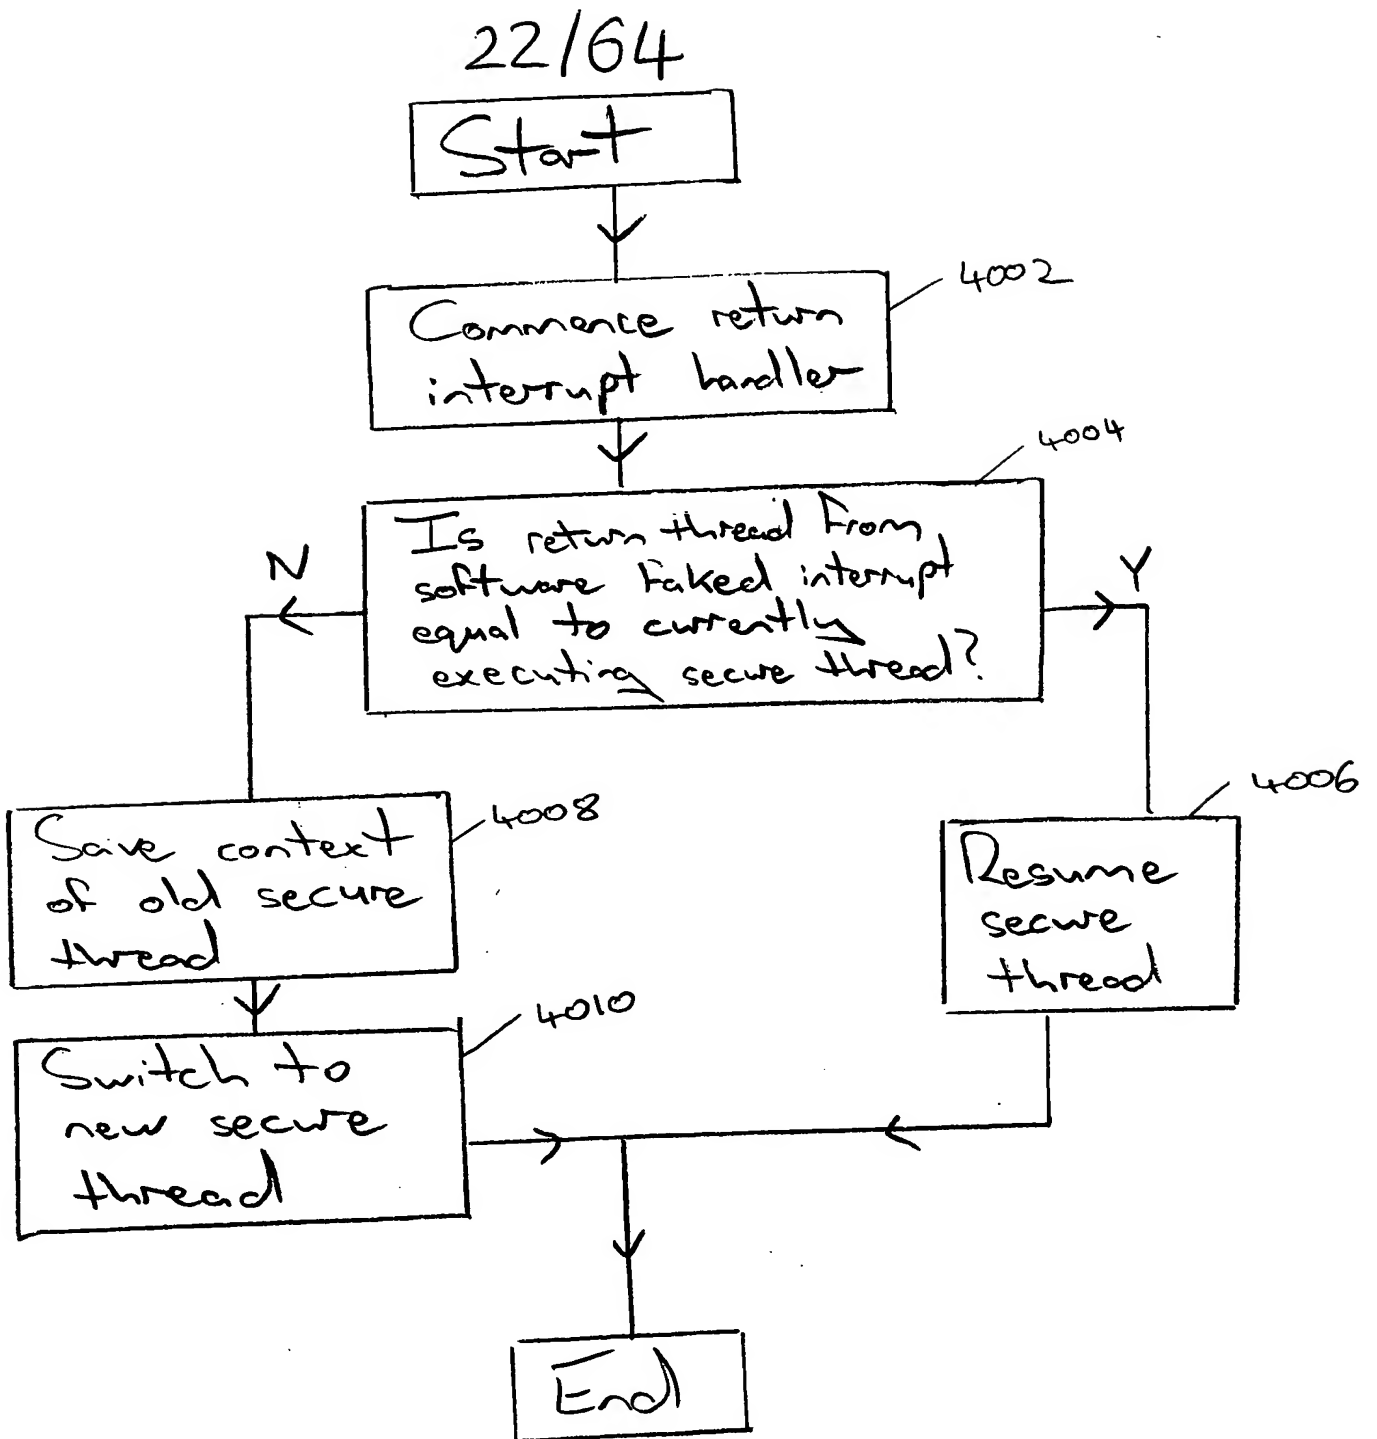 22/64
Start
Commence return
interrupt handler
4002
4004
Is return thread from
software faked interrupt
equal to currently
executing secure thread?
N
Y
Save context
of old secure
thread
4008
4006
Resume
secure
thread
Switch to
new secure
thread
4010
End